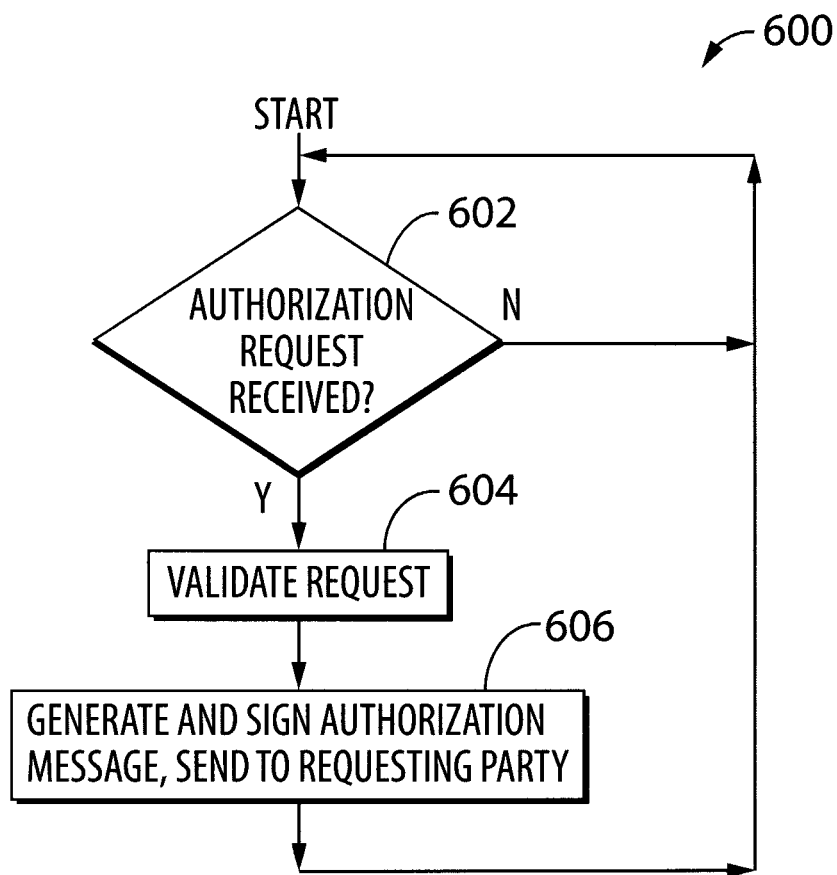 600
START
602
AUTHORIZATION
REQUEST
RECEIVED?
N
Y
604
VALIDATE REQUEST
606
GENERATE AND SIGN AUTHORIZATION
MESSAGE, SEND TO REQUESTING PARTY